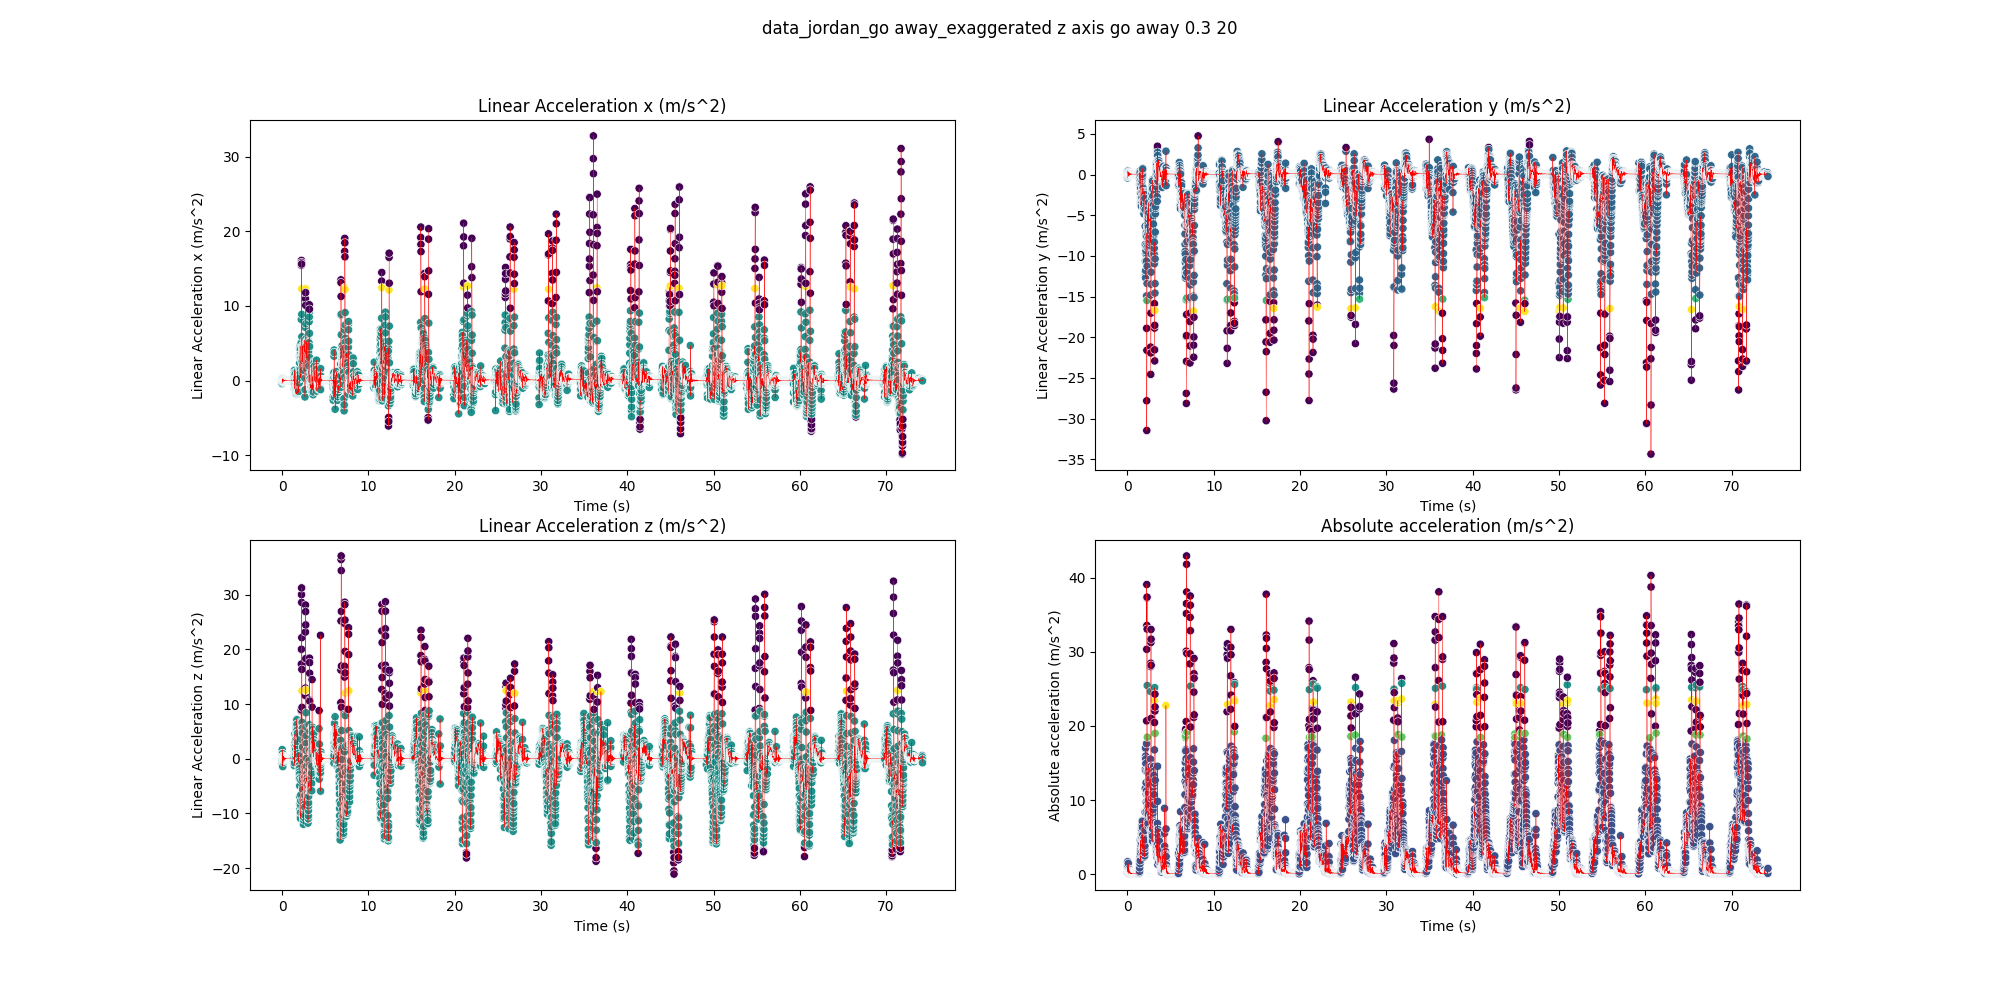 data_jordan_go away_exaggerated z axis go away 0.3 20
Linear Acceleration x (m/s^2)
Linear Acceleration x (m/s^2)
30
20
10
0
−10
0 10 20 30 40 50 60 70
Time (s)
Linear Acceleration y (m/s^2)
Linear Acceleration y (m/s^2)
5
0
−5
−10
−15
−20
−25
−30
−35
0 10 20 30 40 50 60 70
Time (s)
Linear Acceleration z (m/s^2)
Linear Acceleration z (m/s^2)
30
20
10
0
−10
−20
0 10 20 30 40 50 60 70
Time (s)
Absolute acceleration (m/s^2)
Absolute acceleration (m/s^2)
40
30
20
10
0
0 10 20 30 40 50 60 70
Time (s)